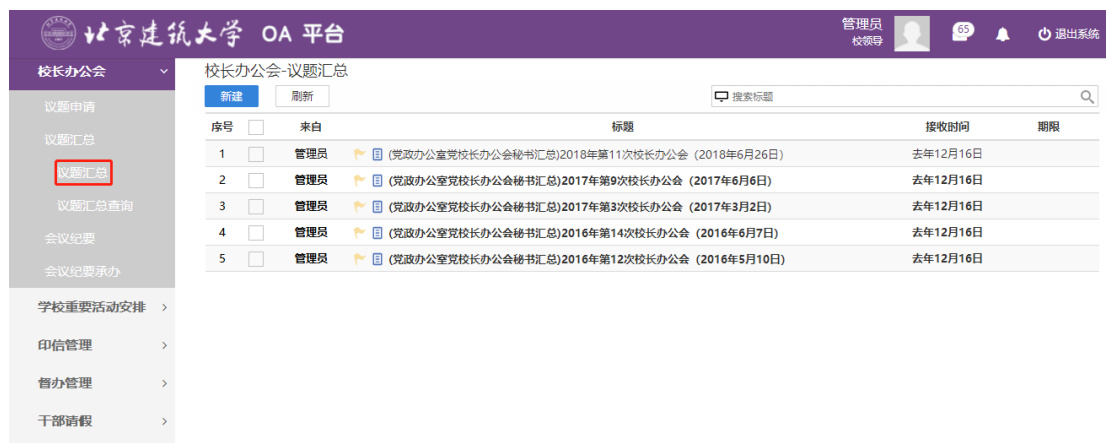 北京建筑大学 OA 平台
管理员
校领导
65
退出系统
校长办公会
议题申请
议题汇总
议题汇总
议题汇总查询
会议纪要
会议纪要承办
学校重要活动安排
印信管理
督办管理
干部请假
校长办公会-议题汇总
新建 刷新 搜索标题
序号 来自 标题 接收时间 期限
1 管理员 (党政办公室党校长办公会秘书汇总)2018年第11次校长办公会（2018年6月26日） 去年12月16日
2 管理员 (党政办公室党校长办公会秘书汇总)2017年第9次校长办公会（2017年6月6日） 去年12月16日
3 管理员 (党政办公室党校长办公会秘书汇总)2017年第3次校长办公会（2017年3月2日） 去年12月16日
4 管理员 (党政办公室党校长办公会秘书汇总)2016年第14次校长办公会（2016年6月7日） 去年12月16日
5 管理员 (党政办公室党校长办公会秘书汇总)2016年第12次校长办公会（2016年5月10日） 去年12月16日